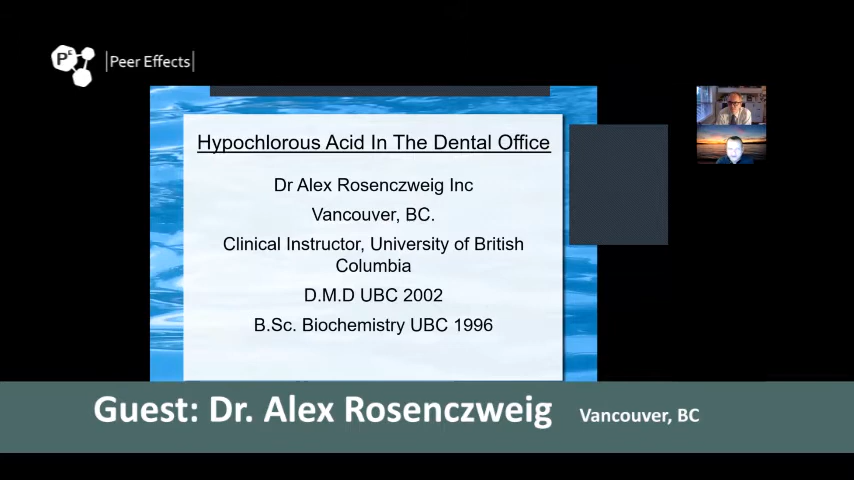 PE
|Peer Effects|
Hypochlorous Acid In The Dental Office
Dr Alex Rosenczweig Inc
Vancouver, BC.
Clinical Instructor, University of British
Columbia
D.M.D UBC 2002
B.Sc. Biochemistry UBC 1996
Guest: Dr. Alex Rosenczweig Vancouver, BC